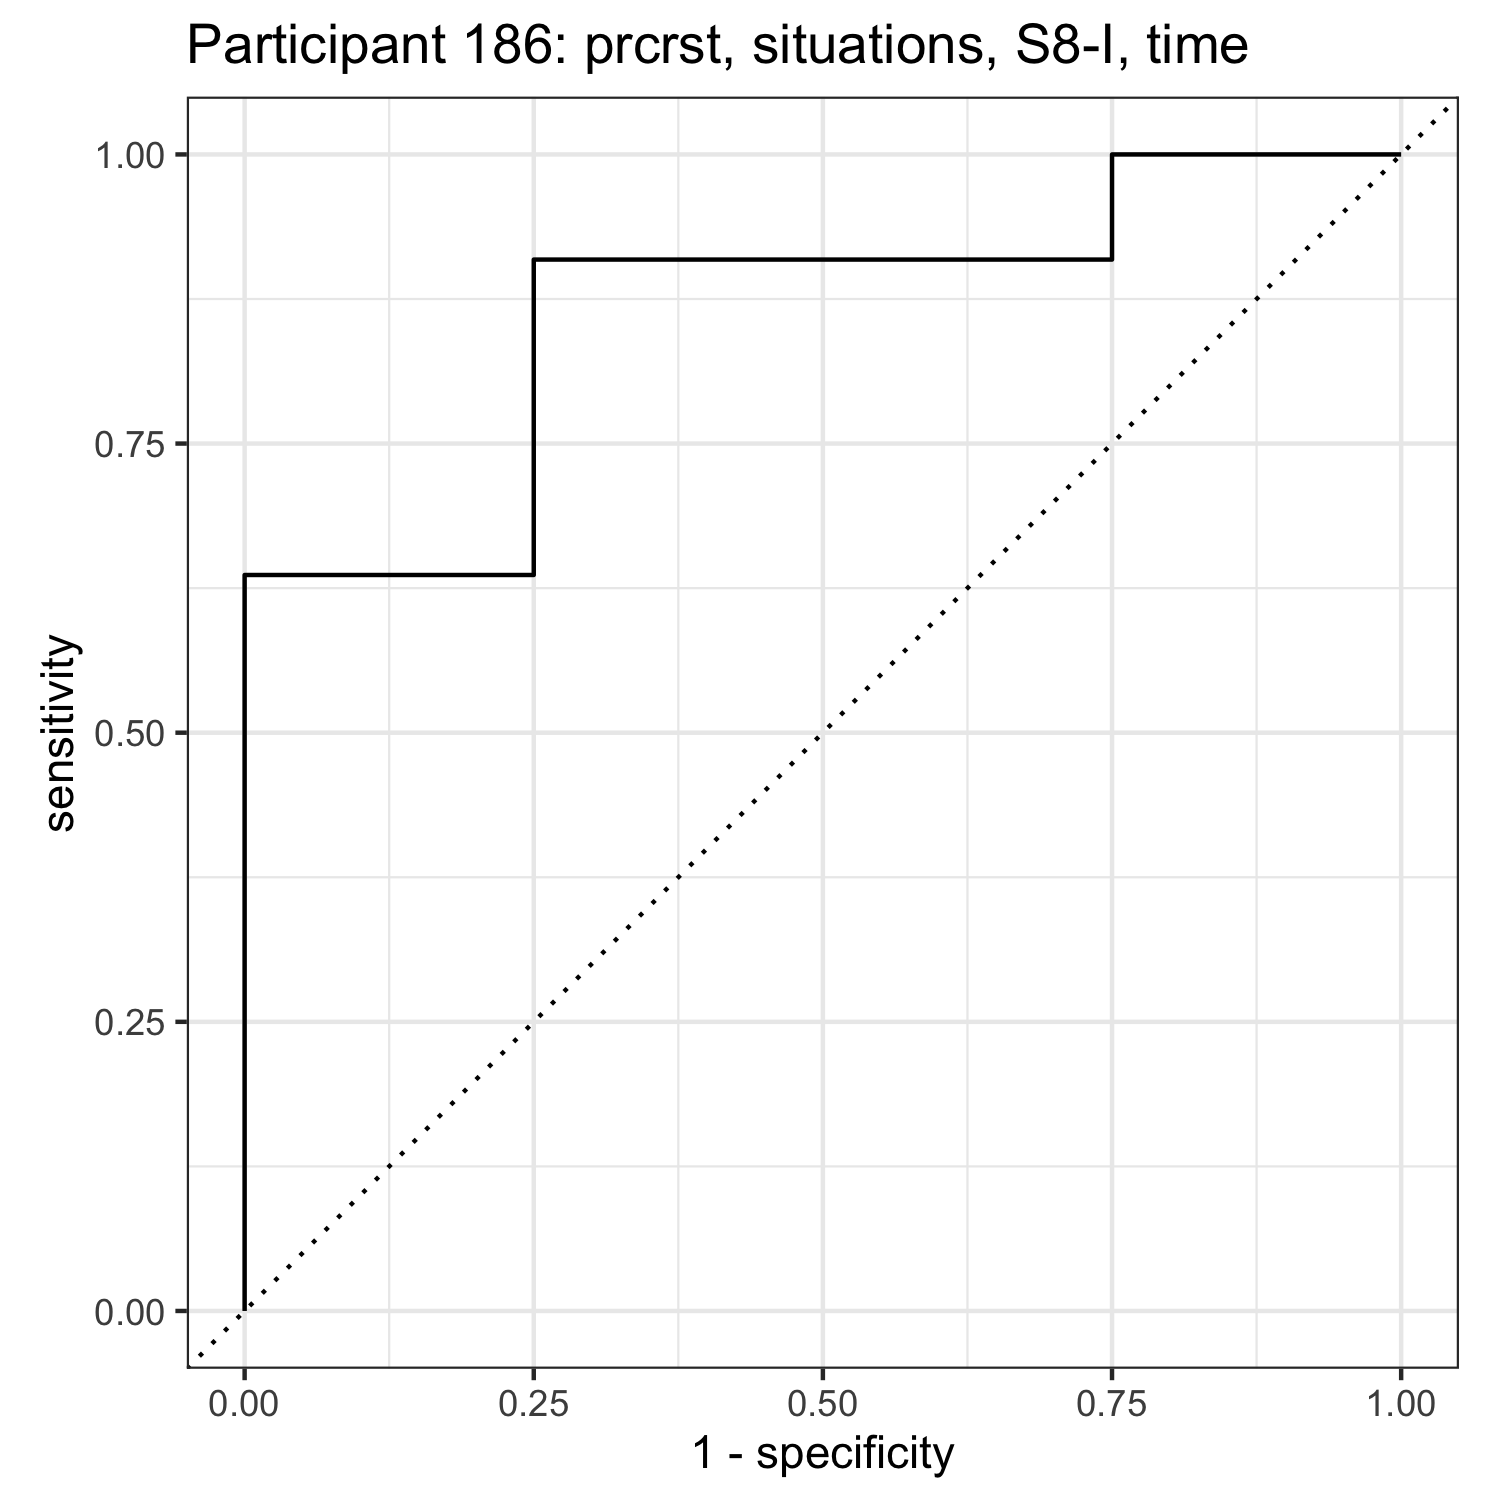 Participant 186: prcrst, situations, S8-I, time
1.00
0.75
0.50
0.25
0.00
sensitivity
0.00 0.25 0.50 0.75 1.00
1 - specificity